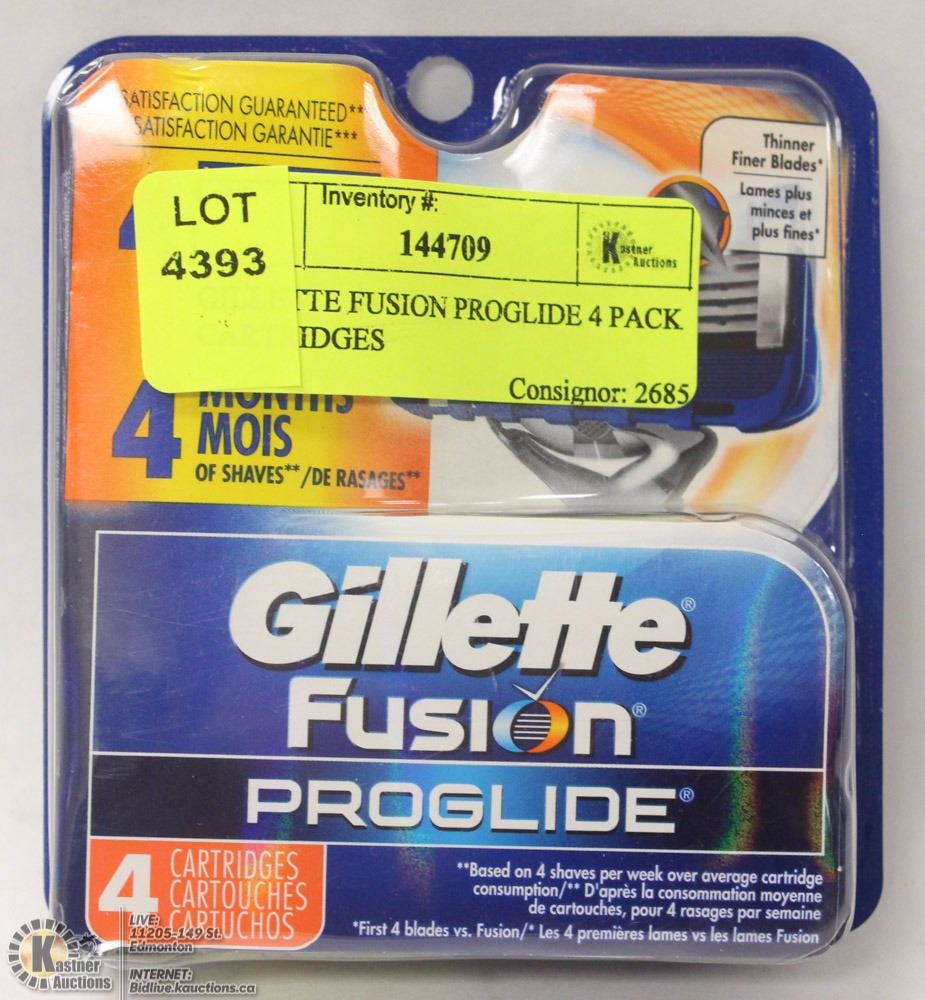 SATISFACTION GUARANTEED***
SATISFACTION GARANTIE***
Thinner
Finer Blades*
Lames plus
minces et
plus fines*
LOT
4393
Inventory #:
144709
Kastner
Auctions
TTE FUSION PROGLIDE 4 PACK
IDGES
Consignor: 2685
4 MONTHS
MOIS
OF SHAVES**/DE RASAGES**
Gillette®
Fusion®
PROGLIDE®
4 CARTRIDGES
CARTOUCHES
CARTUCHOS
**Based on 4 shaves per week over average cartridge
consumption/** D'après la consommation moyenne
de cartouches, pour 4 rasages par semaine
*First 4 blades vs. Fusion/* Les 4 premières lames vs les lames Fusion
Kastner
Auctions
LIVE:
11205-149 St.
Edmonton
INTERNET:
Bidlive.kauctions.ca